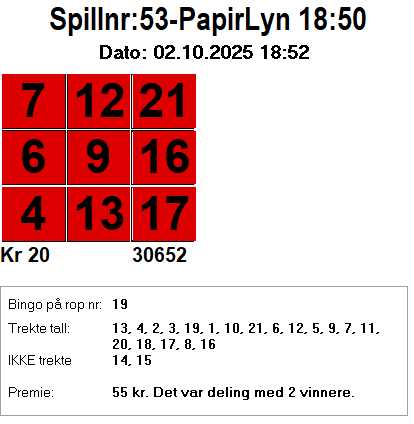 Spillnr:53-PapirLyn 18:50
Dato: 02.10.2025 18:52
7 12 21
6 9 16
4 13 17
Kr 20 30652
Bingo på rop nr: 19
Trekte tall: 13, 4, 2, 3, 19, 1, 10, 21, 6, 12, 5, 9, 7, 11,
20, 18, 17, 8, 16
IKKE trekte 14, 15
Premie: 55 kr. Det var deling med 2 vinnere.